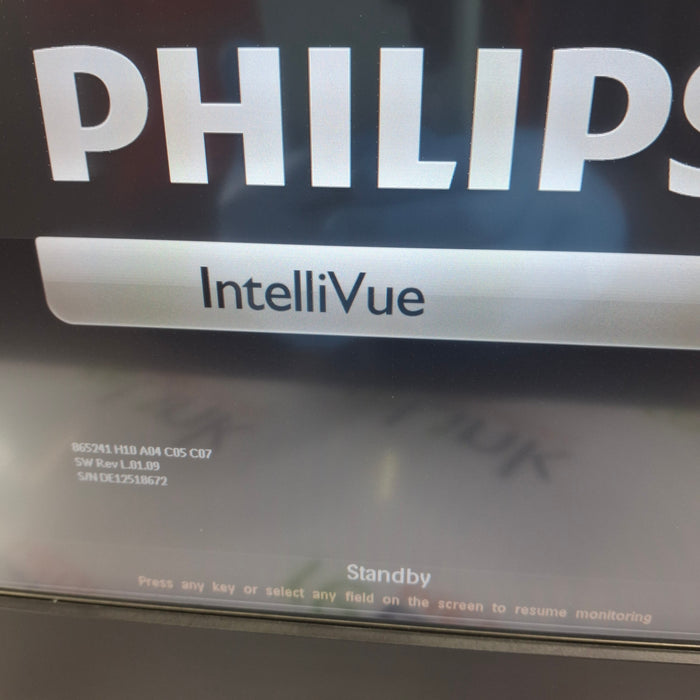 PHILIPS
IntelliVue
865241 H10 A04 C05 C07
SW Rev L.01.09
S/N DE12518672
Standby
Press any key or select any field on the screen to resume monitoring